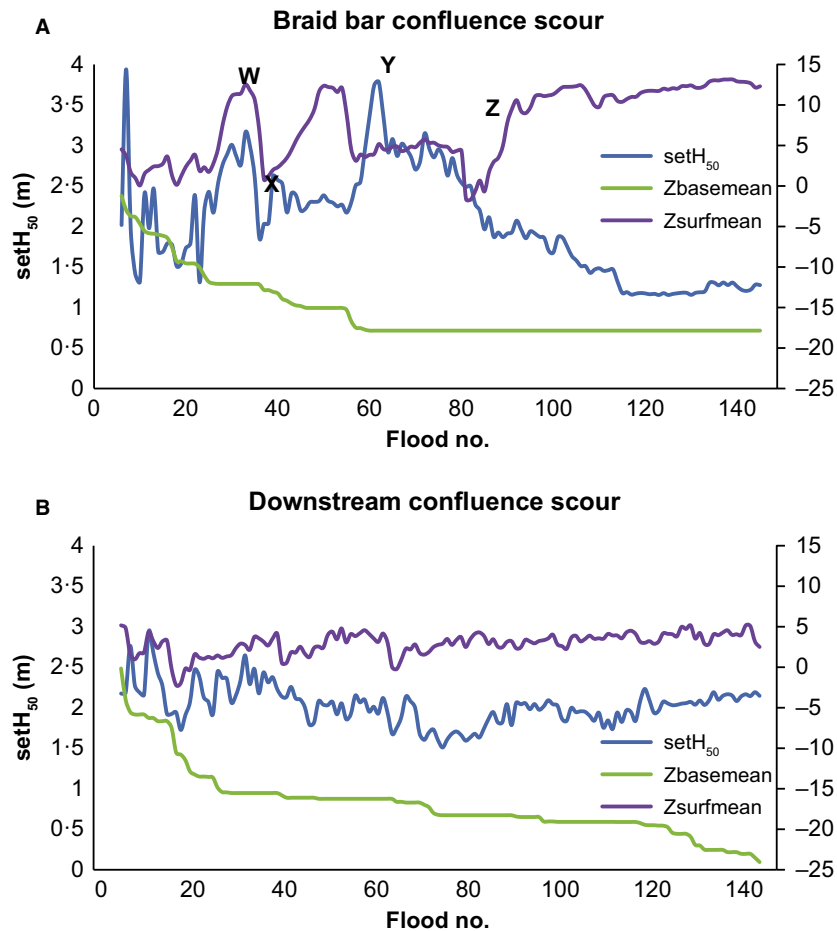 A
Braid bar confluence scour
4
3·5
3
2·5
2
1·5
1
0·5
0
setH50 (m)
W
X
Y
Z
15
10
5
0
–5
–10
–15
–20
–25
setH50
Zbasemean
Zsurfmean
0 20 40 60 80 100 120 140
Flood no.
B
Downstream confluence scour
4
3·5
3
2·5
2
1·5
1
0·5
0
setH50 (m)
15
10
5
0
–5
–10
–15
–20
–25
setH50
Zbasemean
Zsurfmean
0 20 40 60 80 100 120 140
Flood no.